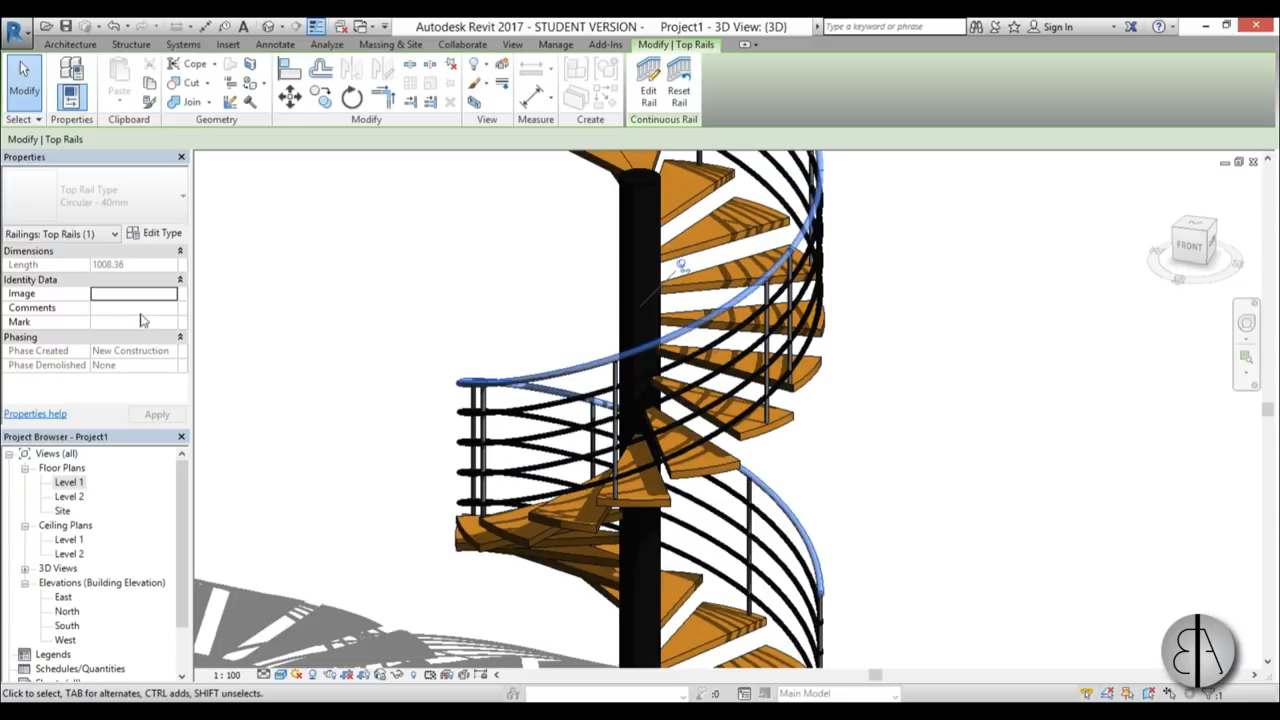 Autodesk Revit 2017 - STUDENT VERSION - Project1 - 3D View: {3D}
Type a keyword or phrase
Sign In
Architecture Structure Systems Insert Annotate Analyze Massing & Site Collaborate View Manage Add-Ins Modify | Top Rails
Modify
Paste
Cope
Cut
Join
Edit Rail
Reset Rail
Select Properties Clipboard Geometry Modify View Measure Create Continuous Rail
Modify | Top Rails
Properties
Top Rail Type
Circular - 40mm
Railings: Top Rails (1) Edit Type
Dimensions
Length 1008.36
Identity Data
Image
Comments
Mark
Phasing
Phase Created New Construction
Phase Demolished None
Properties help Apply
Project Browser - Project1
Views (all)
Floor Plans
Level 1
Level 2
Site
Ceiling Plans
Level 1
Level 2
3D Views
Elevations (Building Elevation)
East
North
South
West
Legends
Schedules/Quantities
FRONT
1 : 100
Click to select, TAB for alternates, CTRL adds, SHIFT unselects.
:0
Main Model
:1